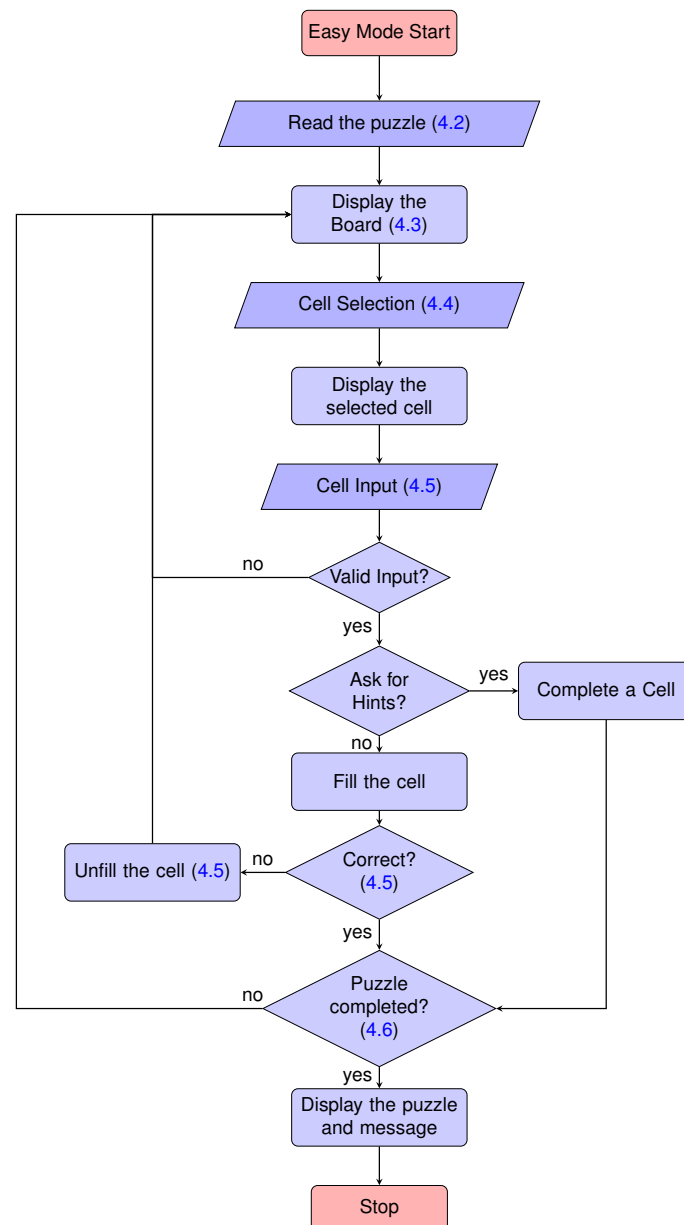 Easy Mode Start
Read the puzzle (4.2)
Display the
Board (4.3)
Cell Selection (4.4)
Display the
selected cell
Cell Input (4.5)
Valid Input?
no
yes
Ask for
Hints?
yes
Complete a Cell
no
Fill the cell
Correct?
(4.5)
no
Unfill the cell (4.5)
yes
Puzzle
completed?
(4.6)
no
yes
Display the puzzle
and message
Stop